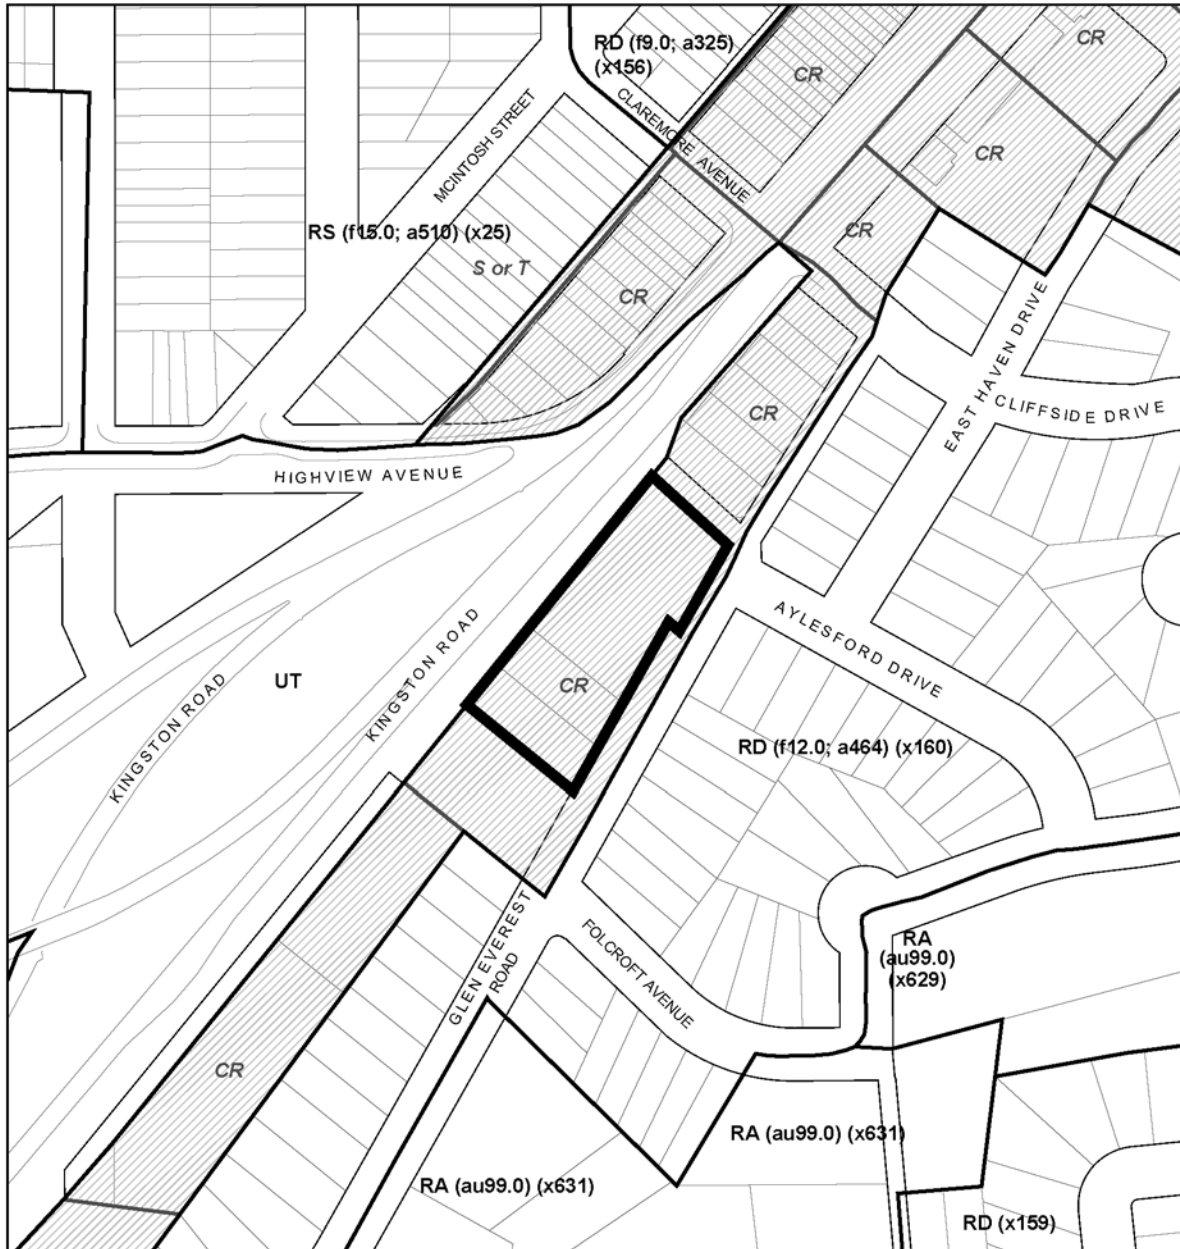 RD (f9.0; a325)
(x156)
CR
CR
CLAREMORE AVENUE
MCINTOSH STREET
CR
RS (f15.0; a510) (x25)
CR
S or T
CR
EAST HAVEN DRIVE
CR
CLIFFSIDE DRIVE
HIGHVIEW AVENUE
AYLESFORD DRIVE
KINGSTON ROAD
UT
CR
KINGSTON ROAD
RD (f12.0; a464) (x160)
GLEN EVEREST
ROAD
FOLCROFT AVENUE
RA
(au99.0)
(x629)
CR
RA (au99.0) (x631)
RA (au99.0) (x631)
RD (x159)